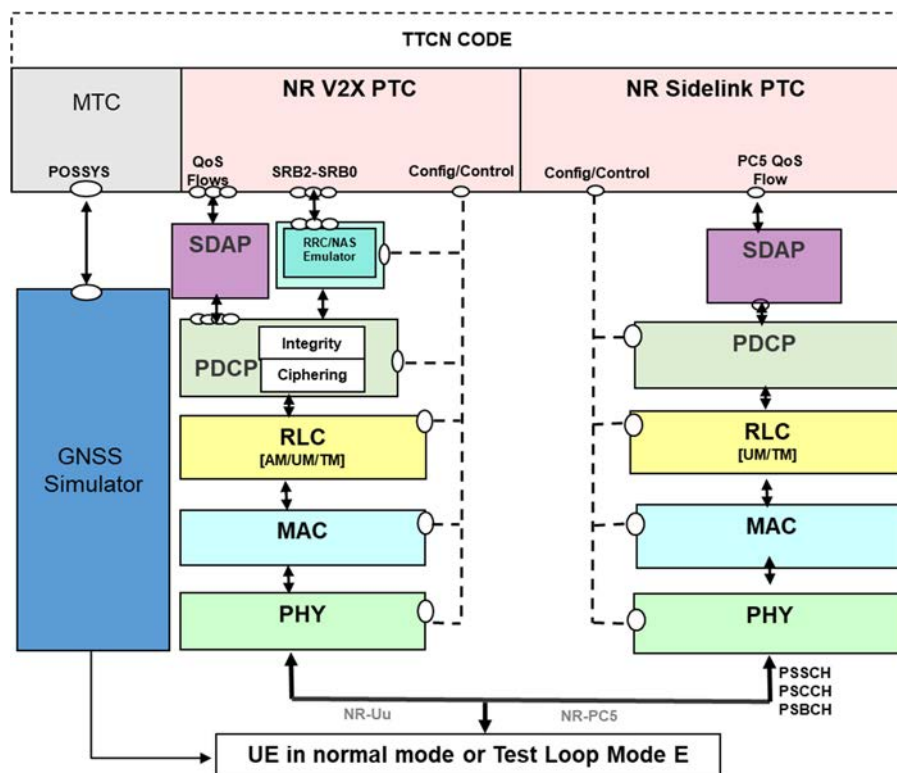 TTCN CODE
MTC
NR V2X PTC
NR Sidelink PTC
POSSYS
QoS
Flows
SRB2-SRB0
Config/Control
Config/Control
PC5 QoS
Flow
SDAP
RRC/NAS
Emulator
SDAP
PDCP
Integrity
Ciphering
PDCP
RLC
[AM/UM/TM]
RLC
[UM/TM]
GNSS
Simulator
MAC
MAC
PHY
PHY
PSSCH
PSCCH
PSBCH
NR-Uu
NR-PC5
UE in normal mode or Test Loop Mode E